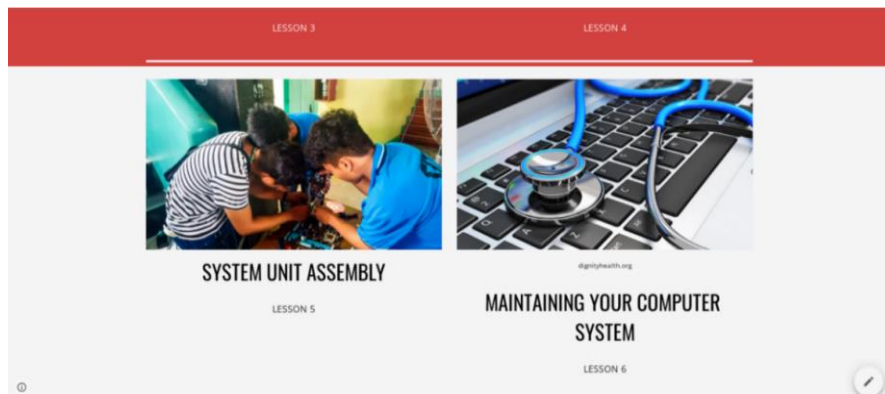 LESSON 3
LESSON 4
SYSTEM UNIT ASSEMBLY
LESSON 5
dignityhealth.org
MAINTAINING YOUR COMPUTER
SYSTEM
LESSON 6